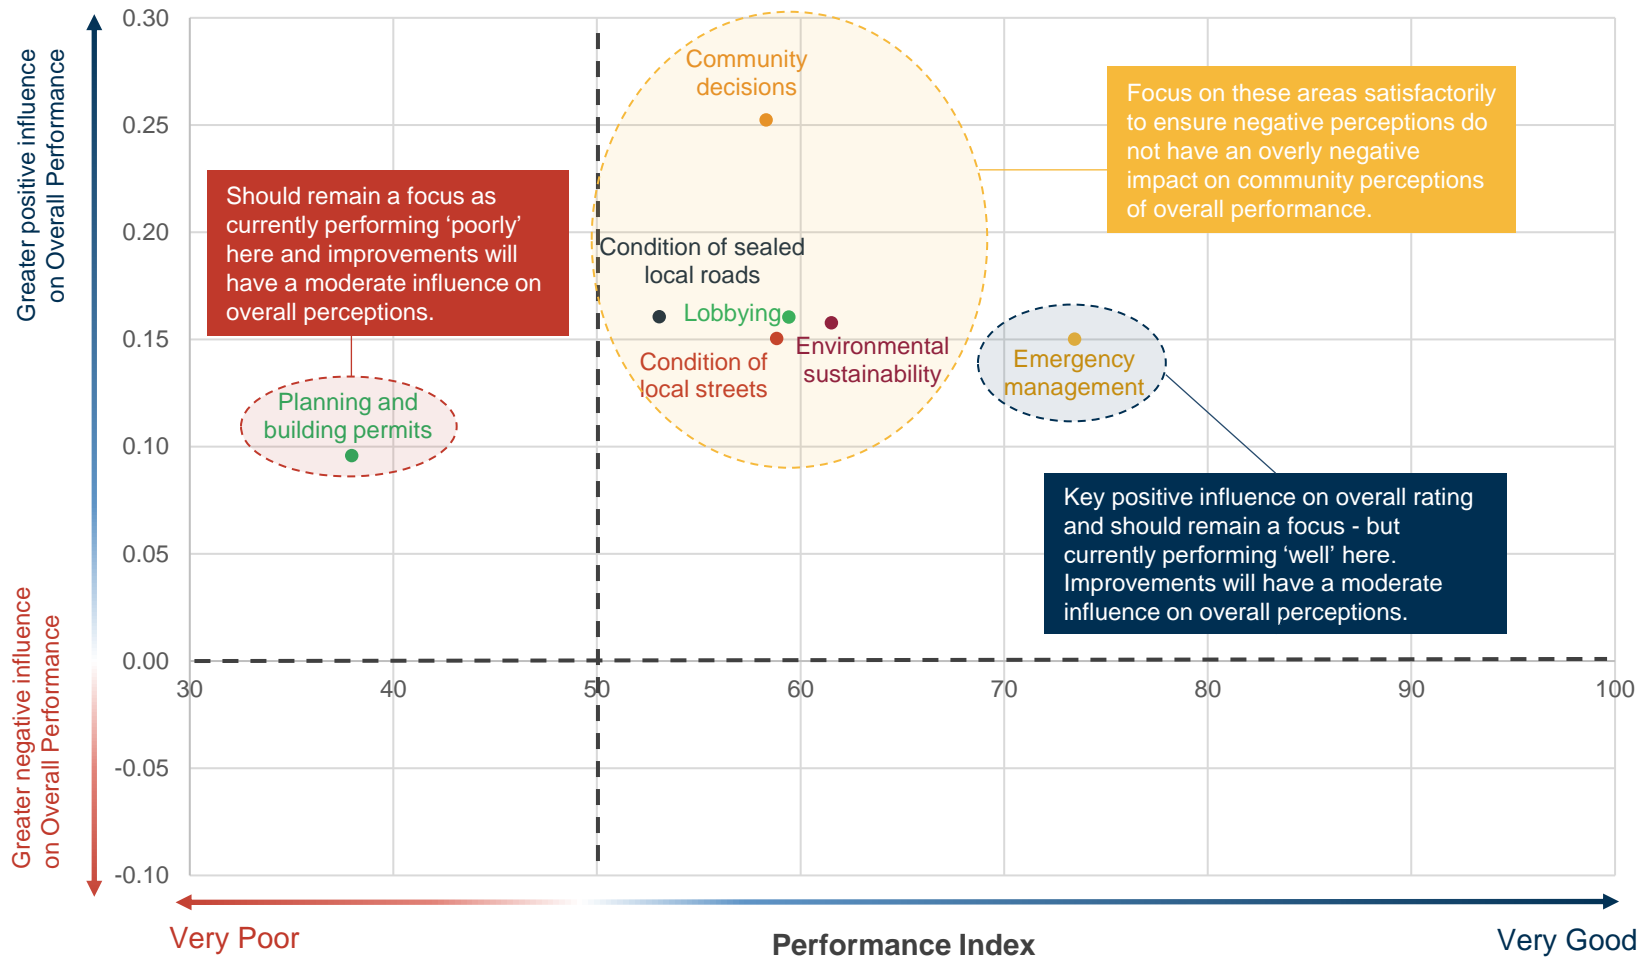 Greater positive influence
on Overall Performance
Greater negative influence
on Overall Performance
0.30
0.25
0.20
0.15
0.10
0.05
0.00
-0.05
-0.10
30
40
50
60
70
80
90
100
Community
decisions
Focus on these areas satisfactorily
to ensure negative perceptions do
not have an overly negative
impact on community perceptions
of overall performance.
Should remain a focus as
currently performing ‘poorly’
here and improvements will
have a moderate influence on
overall perceptions.
Condition of sealed
local roads
Lobbying
Condition of
local streets
Environmental
sustainability
Emergency
management
Planning and
building permits
Key positive influence on overall rating
and should remain a focus - but
currently performing ‘well’ here.
Improvements will have a moderate
influence on overall perceptions.
Very Poor
Performance Index
Very Good